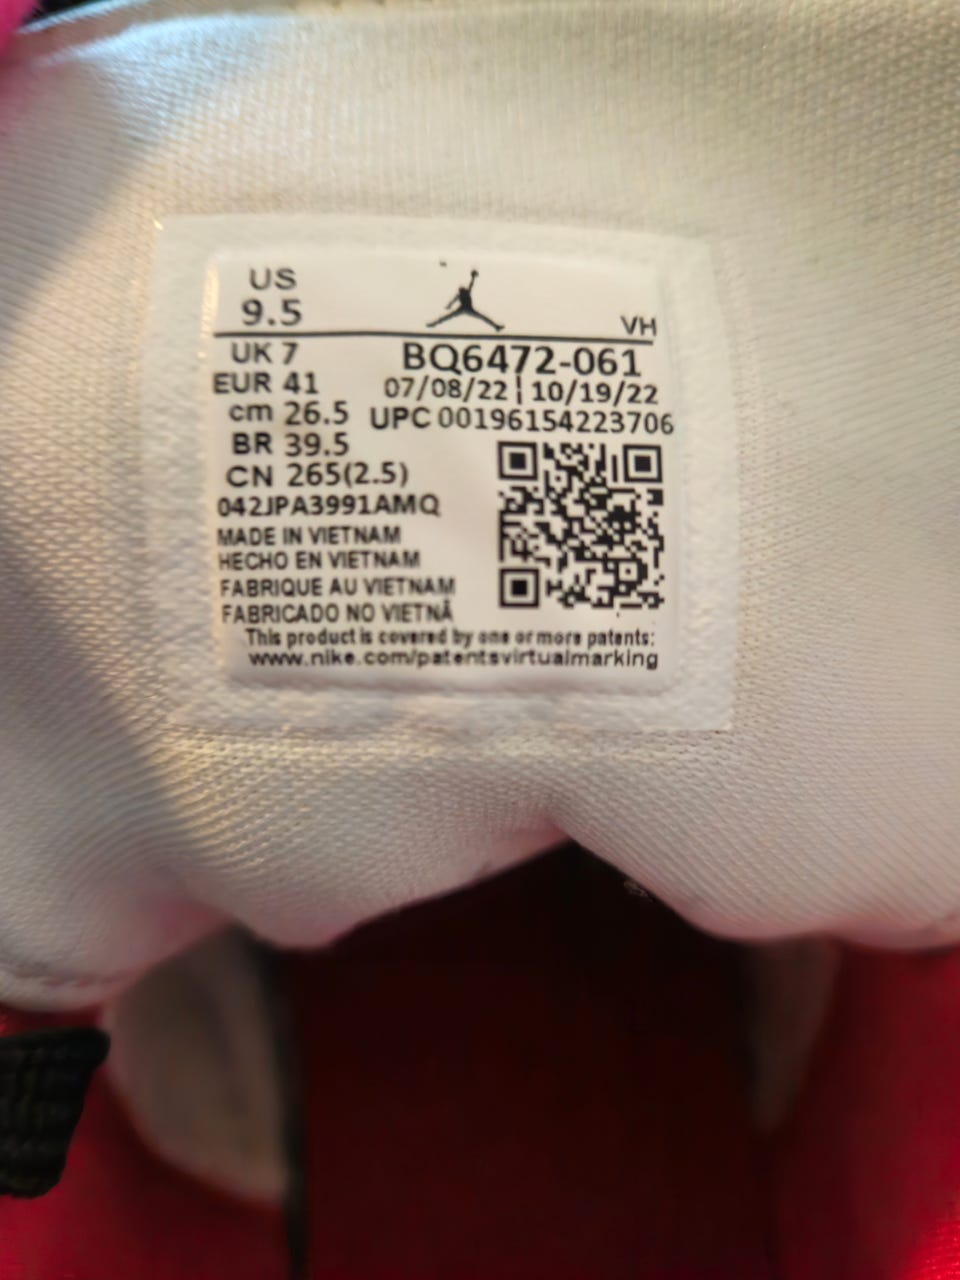 US
9.5
VH
UK 7
EUR 41
cm 26.5
BR 39.5
CN 265(2.5)
BQ6472-061
07/08/22 | 10/19/22
UPC 00196154223706
042JPA3991AMQ
MADE IN VIETNAM
HECHO EN VIETNAM
FABRIQUE AU VIETNAM
FABRICADO NO VIETNÃ
This product is covered by one or more patents:
www.nike.com/patentsvirtualmarking